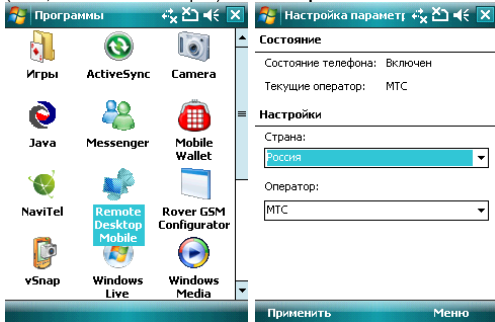 Программы
Игры
ActiveSync
Camera
Java
Messenger
Mobile
Wallet
NaviTel
Remote
Desktop
Mobile
Rover GSM
Configurator
vSnap
Windows
Live
Windows
Media
Настройка парамет
Состояние
Состояние телефона: Включен
Текущие оператор: МТС
Настройки
Страна:
Россия
Оператор:
МТС
Применить Меню